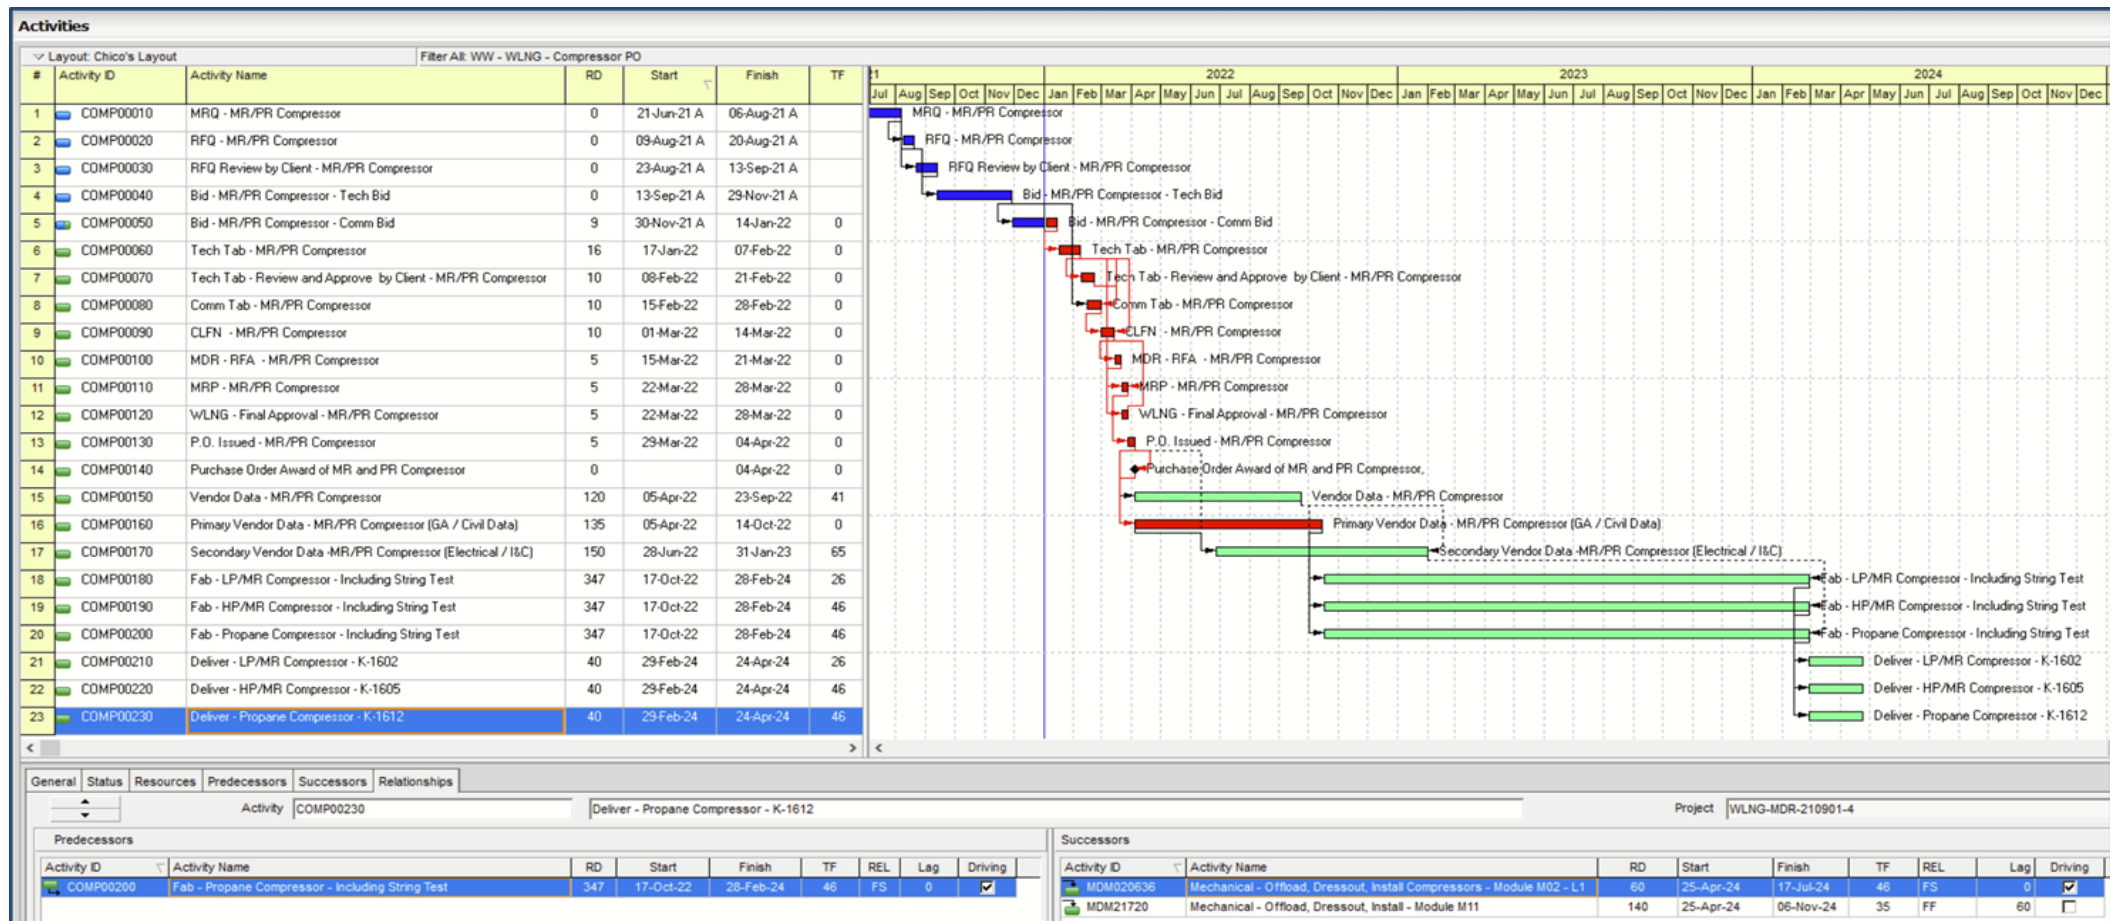 Activities
Layout: Chico's Layout Filter All: WW - WLNG - Compressor PO
# Activity ID Activity Name RD Start Finish TF
21 2022 2023 2024
Jul Aug Sep Oct Nov Dec Jan Feb Mar Apr May Jun Jul Aug Sep Oct Nov Dec Jan Feb Mar Apr May Jun Jul Aug Sep Oct Nov Dec Jan Feb Mar Apr May Jun Jul Aug Sep Oct Nov Dec
1 COMP00010 MRQ - MR/PR Compressor 0 21-Jun-21 A 06-Aug-21 A MRQ - MR/PR Compressor
2 COMP00020 RFQ - MR/PR Compressor 0 09-Aug-21 A 20-Aug-21 A RFQ - MR/PR Compressor
3 COMP00030 RFQ Review by Client - MR/PR Compressor 0 23-Aug-21 A 13-Sep-21 A RFQ Review by Client - MR/PR Compressor
4 COMP00040 Bid - MR/PR Compressor - Tech Bid 0 13-Sep-21 A 29-Nov-21 A Bid - MR/PR Compressor - Tech Bid
5 COMP00050 Bid - MR/PR Compressor - Comm Bid 9 30-Nov-21 A 14-Jan-22 0 Bid - MR/PR Compressor - Comm Bid
6 COMP00060 Tech Tab - MR/PR Compressor 16 17-Jan-22 07-Feb-22 0 Tech Tab - MR/PR Compressor
7 COMP00070 Tech Tab - Review and Approve by Client - MR/PR Compressor 10 08-Feb-22 21-Feb-22 0 Tech Tab - Review and Approve by Client - MR/PR Compressor
8 COMP00080 Comm Tab - MR/PR Compressor 10 15-Feb-22 28-Feb-22 0 Comm Tab - MR/PR Compressor
9 COMP00090 CLFN - MR/PR Compressor 10 01-Mar-22 14-Mar-22 0 CLFN - MR/PR Compressor
10 COMP00100 MDR - RFA - MR/PR Compressor 5 15-Mar-22 21-Mar-22 0 MDR - RFA - MR/PR Compressor
11 COMP00110 MRP - MR/PR Compressor 5 22-Mar-22 28-Mar-22 0 MRP - MR/PR Compressor
12 COMP00120 WLNG - Final Approval - MR/PR Compressor 5 22-Mar-22 28-Mar-22 0 WLNG - Final Approval - MR/PR Compressor
13 COMP00130 P.O. Issued - MR/PR Compressor 5 29-Mar-22 04-Apr-22 0 P.O. Issued - MR/PR Compressor
14 COMP00140 Purchase Order Award of MR and PR Compressor 0 04-Apr-22 0 Purchase Order Award of MR and PR Compressor,
15 COMP00150 Vendor Data - MR/PR Compressor 120 05-Apr-22 23-Sep-22 41 Vendor Data - MR/PR Compressor
16 COMP00160 Primary Vendor Data - MR/PR Compressor (GA / Civil Data) 135 05-Apr-22 14-Oct-22 0 Primary Vendor Data - MR/PR Compressor (GA / Civil Data)
17 COMP00170 Secondary Vendor Data -MR/PR Compressor (Electrical / I&C) 150 28-Jun-22 31-Jan-23 65 Secondary Vendor Data -MR/PR Compressor (Electrical / I&C)
18 COMP00180 Fab - LP/MR Compressor - Including String Test 347 17-Oct-22 28-Feb-24 26 Fab - LP/MR Compressor - Including String Test
19 COMP00190 Fab - HP/MR Compressor - Including String Test 347 17-Oct-22 28-Feb-24 46 Fab - HP/MR Compressor - Including String Test
20 COMP00200 Fab - Propane Compressor - Including String Test 347 17-Oct-22 28-Feb-24 46 Fab - Propane Compressor - Including String Test
21 COMP00210 Deliver - LP/MR Compressor - K-1602 40 29-Feb-24 24-Apr-24 26 Deliver - LP/MR Compressor - K-1602
22 COMP00220 Deliver - HP/MR Compressor - K-1605 40 29-Feb-24 24-Apr-24 46 Deliver - HP/MR Compressor - K-1605
23 COMP00230 Deliver - Propane Compressor - K-1612 40 29-Feb-24 24-Apr-24 46 Deliver - Propane Compressor - K-1612
General Status Resources Predecessors Successors Relationships
Activity COMP00230 Deliver - Propane Compressor - K-1612 Project WLNG-MDR-210901-4
Predecessors Successors
Activity ID Activity Name RD Start Finish TF REL Lag Driving Activity ID Activity Name RD Start Finish TF REL Lag Driving
COMP00200 Fab - Propane Compressor - Including String Test 347 17-Oct-22 28-Feb-24 46 FS 0 MDM020636 Mechanical - Offload, Dressout, Install Compressors - Module M02 - L1 60 25-Apr-24 17-Jul-24 46 FS 0
MDM21720 Mechanical - Offload, Dressout, Install - Module M11 140 25-Apr-24 06-Nov-24 35 FF 60